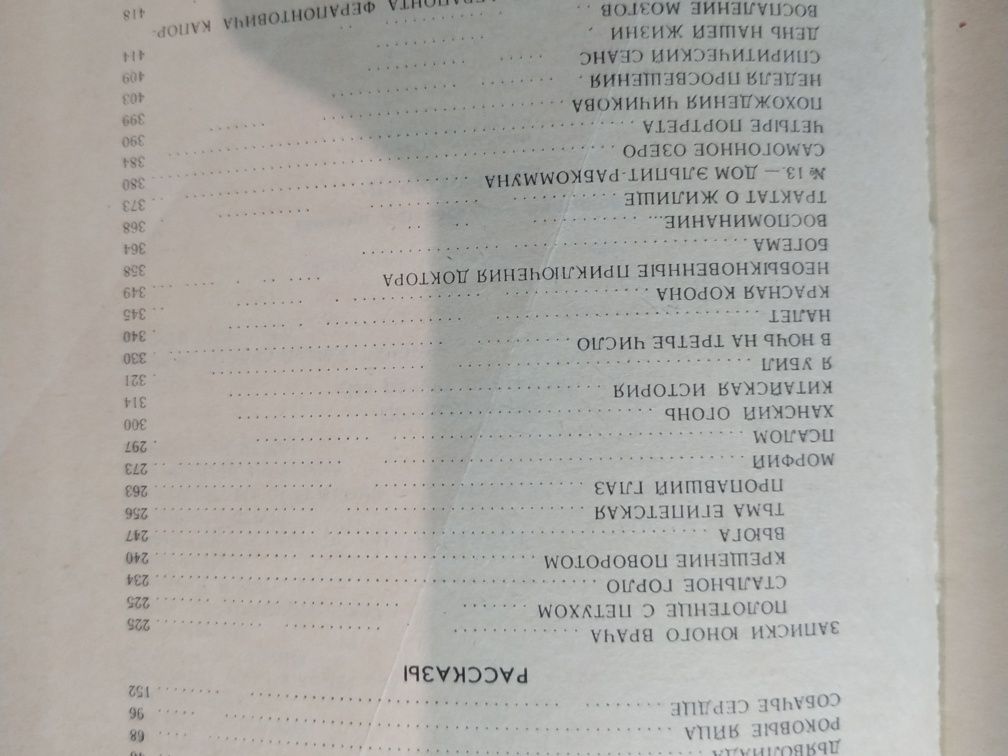 ДЬЯВОЛИАДА
РОКОВЫЕ ЯЙЦА 68
СОБАЧЬЕ СЕРДЦЕ 96
152
РАССКАЗЫ
ЗАПИСКИ ЮНОГО ВРАЧА 225
ПОЛОТЕНЦЕ С ПЕТУХОМ 225
СТАЛЬНОЕ ГОРЛО 234
КРЕЩЕНИЕ ПОВОРОТОМ 240
ВЬЮГА 247
ТЬМА ЕГИПЕТСКАЯ 256
ПРОПАВШИЙ ГЛАЗ 263
МОРФИЙ 273
ПСАЛОМ 297
ХАНСКИЙ ОГОНЬ 300
КИТАЙСКАЯ ИСТОРИЯ 314
Я УБИЛ 321
В НОЧЬ НА ТРЕТЬЕ ЧИСЛО 330
НАЛЕТ 340
КРАСНАЯ КОРОНА 345
НЕОБЫКНОВЕННЫЕ ПРИКЛЮЧЕНИЯ ДОКТОРА 349
БОГЕМА 358
ВОСПОМИНАНИЕ... 364
ТРАКТАТ О ЖИЛИЩЕ 368
№ 13. — ДОМ ЭЛЬПИТ-РАБКОММУНА 373
САМОГОННОЕ ОЗЕРО 380
ЧЕТЫРЕ ПОРТРЕТА 384
ПОХОЖДЕНИЯ ЧИЧИКОВА 390
НЕДЕЛЯ ПРОСВЕЩЕНИЯ 399
СПИРИТИЧЕСКИЙ СЕАНС 403
ДЕНЬ НАШЕЙ ЖИЗНИ 409
ВОСПАЛЕНИЕ МОЗГОВ 414
ФЕРАПОНТА ФЕРАПОНТОВИЧА КАПОР- 418